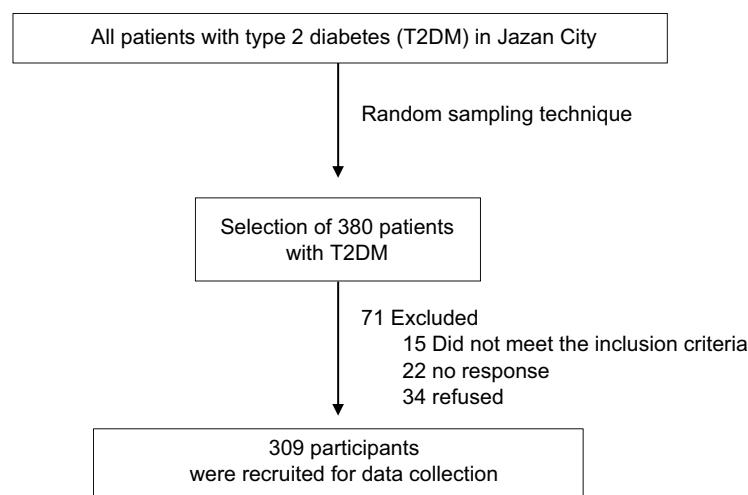 All patients with type 2 diabetes (T2DM) in Jazan City
Random sampling technique
Selection of 380 patients
with T2DM
71 Excluded
15 Did not meet the inclusion criteria
22 no response
34 refused
309 participants
were recruited for data collection